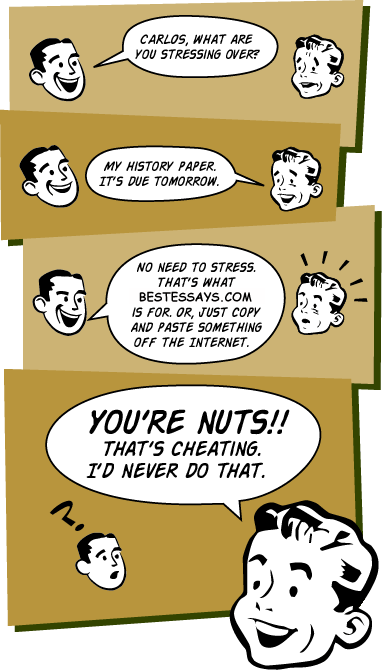 CARLOS, WHAT ARE
YOU STRESSING OVER?
MY HISTORY PAPER.
IT'S DUE TOMORROW.
NO NEED TO STRESS.
THAT'S WHAT
BESTESSAYS.COM
IS FOR. OR, JUST COPY
AND PASTE SOMETHING
OFF THE INTERNET.
YOU'RE NUTS!!
THAT'S CHEATING.
I'D NEVER DO THAT.
?